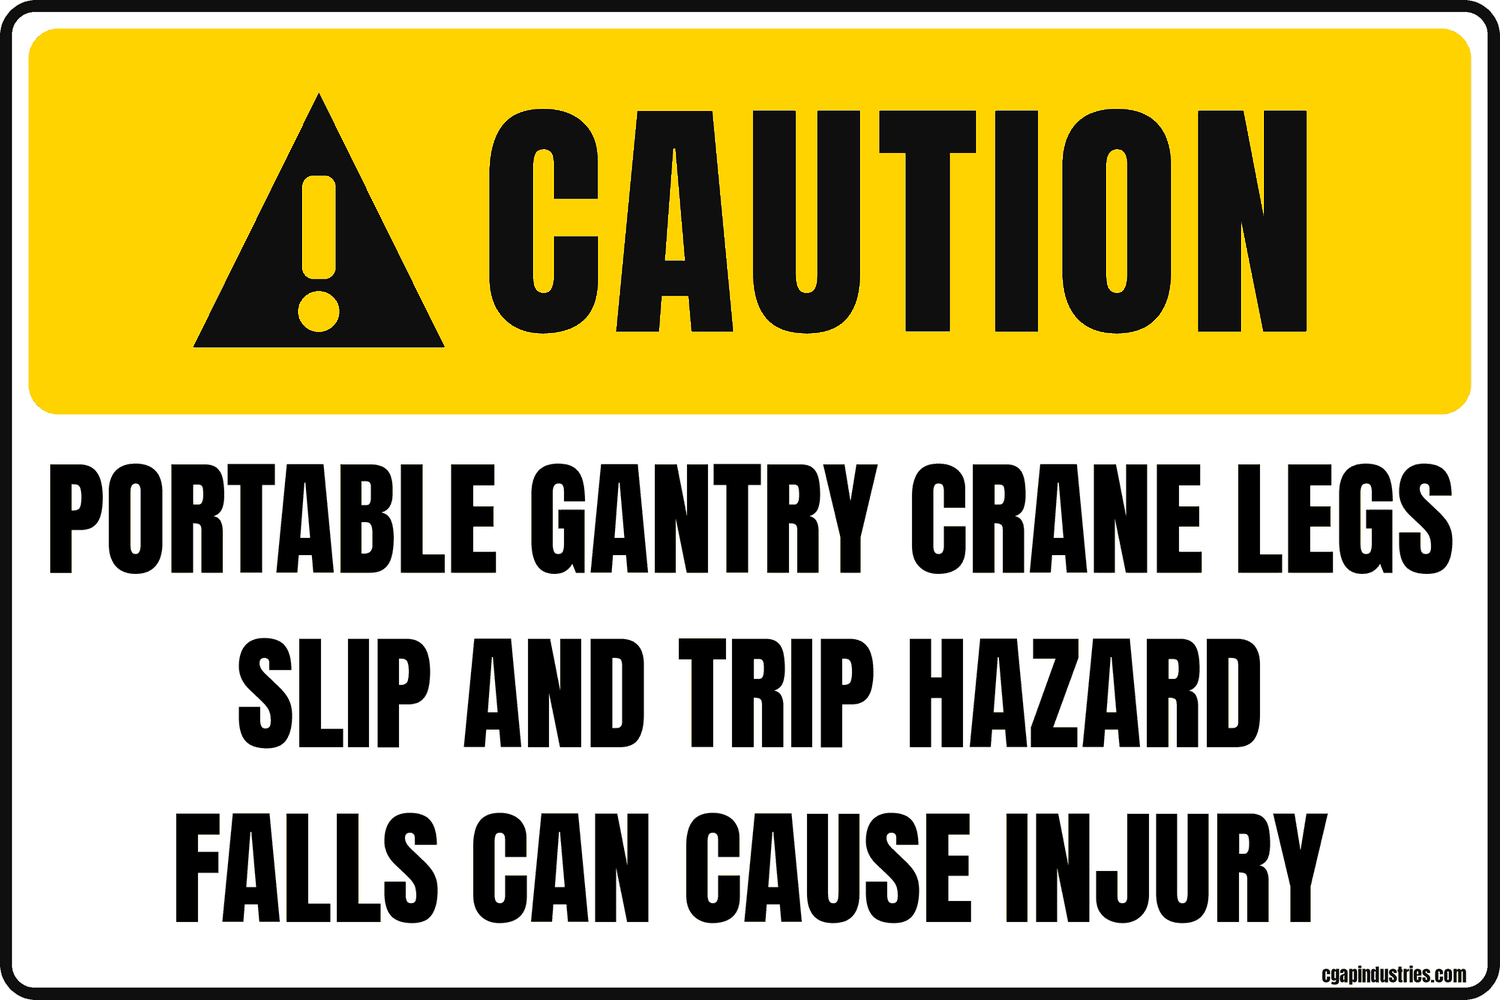 CAUTION
PORTABLE GANTRY CRANE LEGS
SLIP AND TRIP HAZARD
FALLS CAN CAUSE INJURY
cgapindustries.com